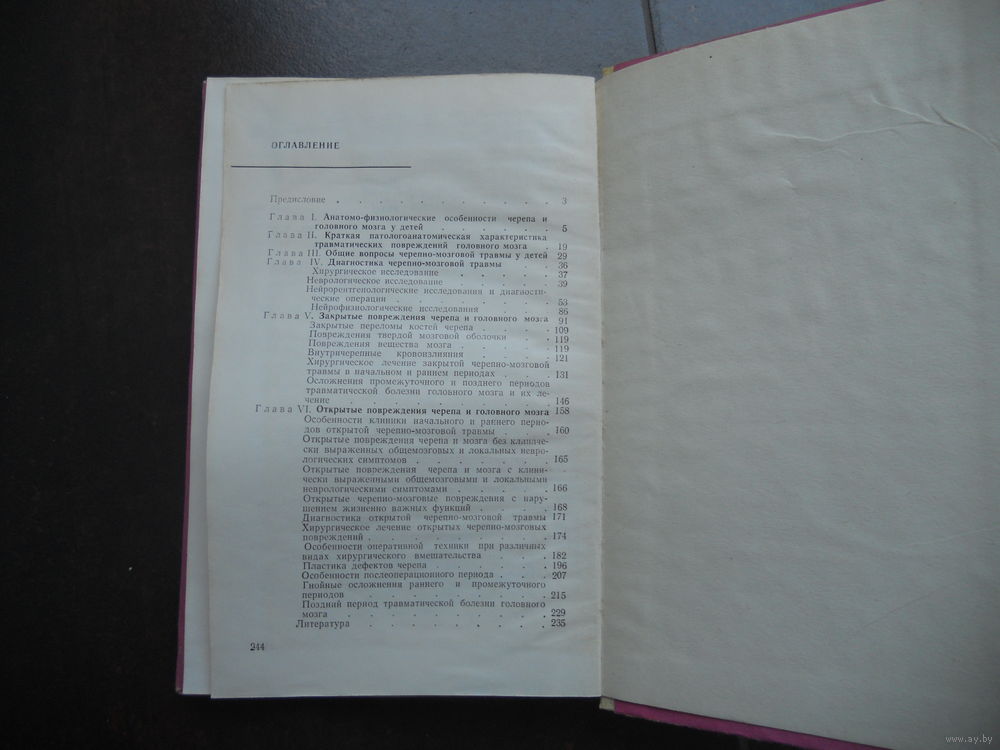 ОГЛАВЛЕНИЕ
Предисловие . . . . . . . . . . 3
Глава I. Анатомо-физиологические особенности черепа и
головного мозга у детей . . . . . . 5
Глава II. Краткая патологоанатомическая характеристика
травматических повреждений головного мозга . 19
Глава III. Общие вопросы черепно-мозговой травмы у детей 29
Глава IV. Диагностика черепно-мозговой травмы . . 36
Хирургическое исследование . . . . . 37
Неврологическое исследование . . . . 39
Нейрорентгенологические исследования и диагности-
ческие операции . . . . . . . . 53
Нейрофизиологические исследования . . . 86
Глава V. Закрытые повреждения черепа и головного мозга 91
Закрытые переломы костей черепа . . . . 109
Повреждения твердой мозговой оболочки . . 119
Повреждения вещества мозга . . . . . 119
Внутричерепные кровоизлияния . . . . 121
Хирургическое лечение закрытой черепно-мозговой
травмы в начальном и раннем периодах . . . 131
Осложнения промежуточного и позднего периодов
травматической болезни головного мозга и их ле-
чение . . . . . . . . . . 146
Глава VI. Открытые повреждения черепа и головного мозга 158
Особенности клиники начального и раннего перио-
дов открытой черепно-мозговой травмы . . . 160
Открытые повреждения черепа и мозга без клиниче-
ски выраженных общемозговых и локальных невро-
логических симптомов . . . . . . . 165
Открытые повреждения черепа и мозга с клини-
чески выраженными общемозговыми и локальными
неврологическими симптомами . . . . . 166
Открытые черепно-мозговые повреждения с нару-
шением жизненно важных функций . . . . 168
Диагностика открытой черепно-мозговой травмы 171
Хирургическое лечение открытых черепно-мозговых
повреждений . . . . . . . . . 174
Особенности оперативной техники при различных
видах хирургического вмешательства . . . 182
Пластика дефектов черепа . . . . . . 196
Особенности послеоперационного периода . . . 207
Гнойные осложнения раннего и промежуточного
периодов . . . . . . . . 215
Поздний период травматической болезни головного
мозга . . . . . . . . . . 229
Литература . . . . . . . . . 235
244
www.ay.by